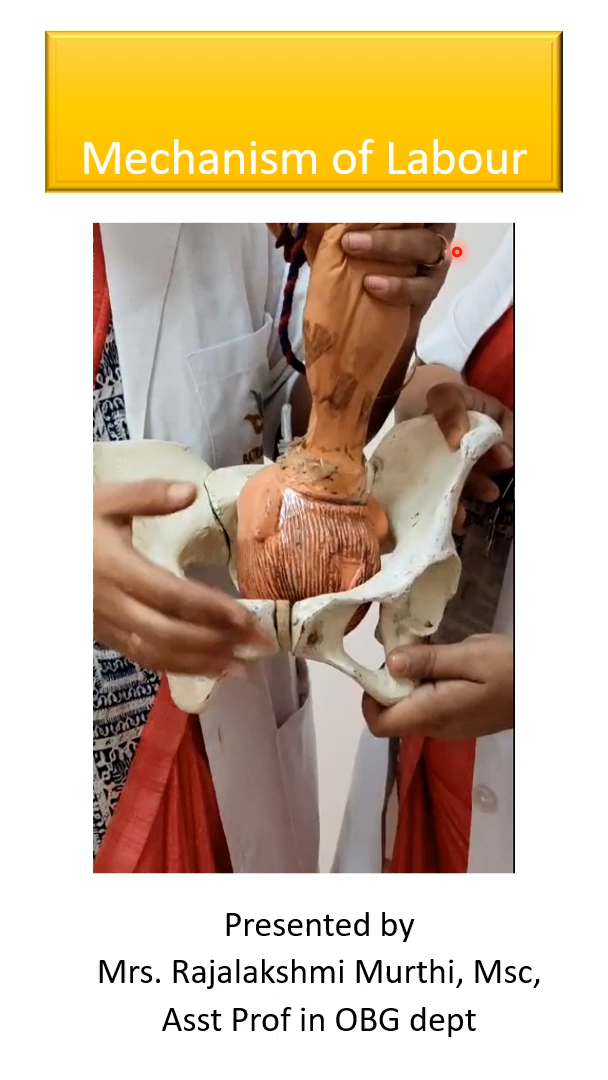 Mechanism of Labour
Presented by
Mrs. Rajalakshmi Murthi, Msc,
Asst Prof in OBG dept